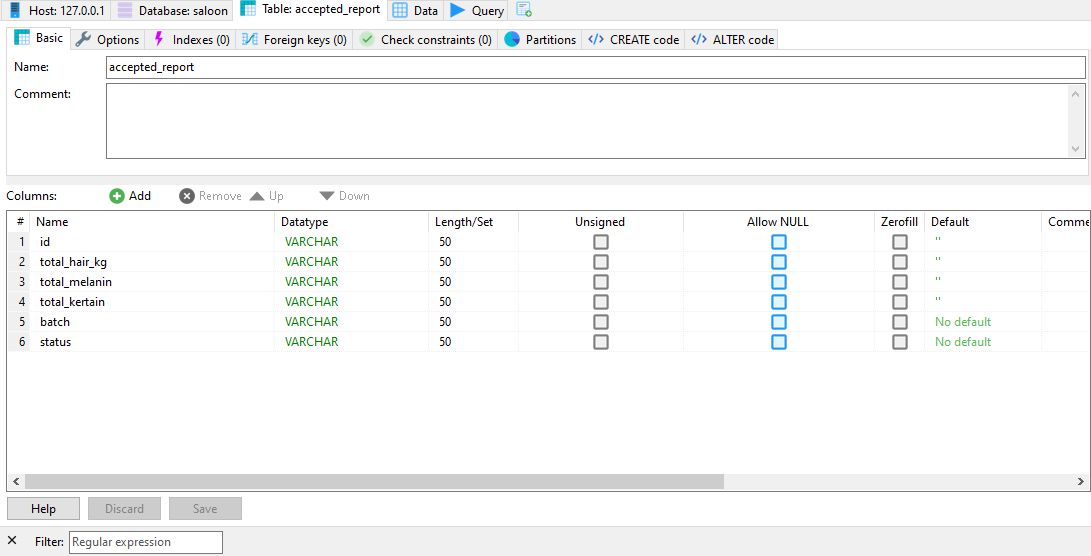 Host: 127.0.0.1 Database: saloon Table: accepted_report Data Query
Basic Options Indexes (0) Foreign keys (0) Check constraints (0) Partitions </> CREATE code </> ALTER code
Name: accepted_report
Comment:
Columns: Add Remove Up Down
# Name Datatype Length/Set Unsigned Allow NULL Zerofill Default Comme
1 id VARCHAR 50 ''
2 total_hair_kg VARCHAR 50 ''
3 total_melanin VARCHAR 50 ''
4 total_kertain VARCHAR 50 ''
5 batch VARCHAR 50 No default
6 status VARCHAR 50 No default
Help Discard Save
Filter: Regular expression